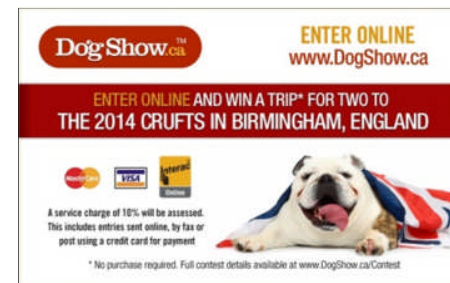 DogShow.ca™
ENTER ONLINE
www.DogShow.ca
ENTER ONLINE AND WIN A TRIP* FOR TWO TO
THE 2014 CRUFTS IN BIRMINGHAM, ENGLAND
MasterCard
VISA
Interac
Online
A service charge of 10% will be assessed.
This includes entries sent online, by fax or
post using a credit card for payment
* No purchase required. Full contest details available at www.DogShow.ca/Contest